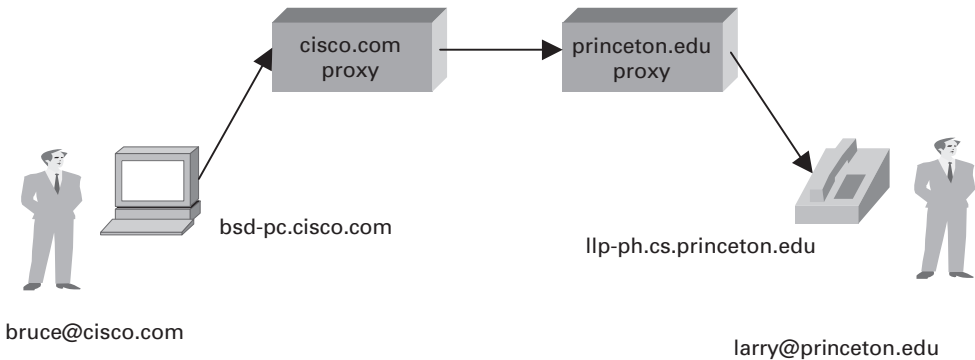 cisco.com
proxy
princeton.edu
proxy
bsd-pc.cisco.com
llp-ph.cs.princeton.edu
bruce@cisco.com
larry@princeton.edu